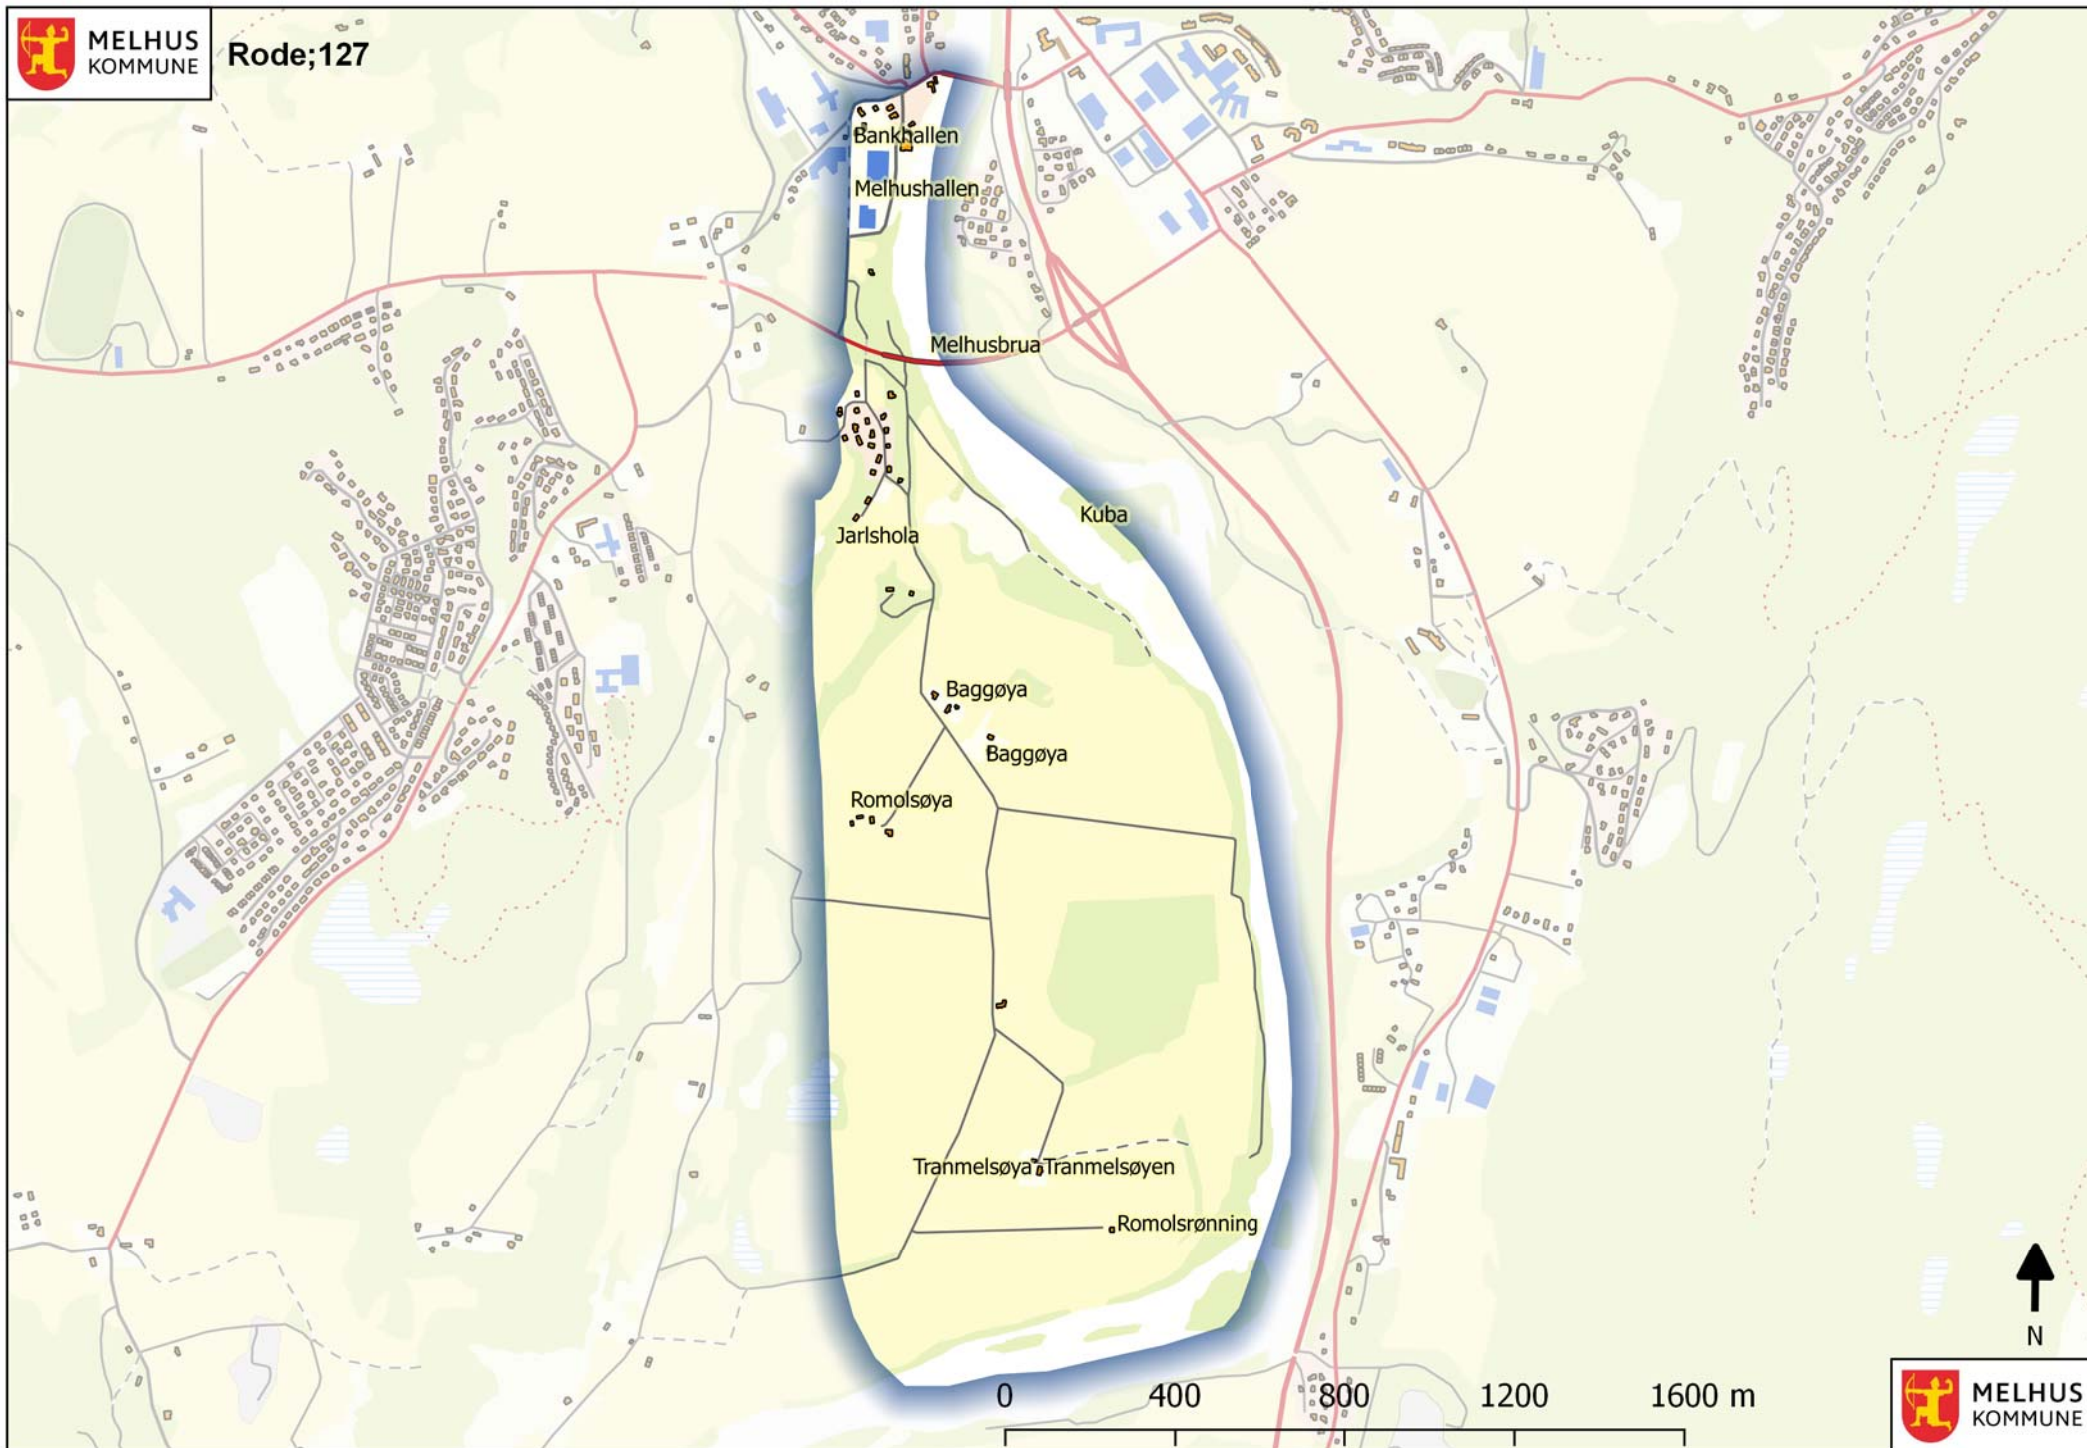 MELHUS
KOMMUNE
Rode;127
Bankhallen
Melhushallen
Melhusbrua
Kuba
Jarlshola
Baggøya
Baggøya
Romolsøya
Tranmelsøya
Tranmelsøyen
Romolsrønning
N
0 400 800 1200 1600 m
MELHUS
KOMMUNE